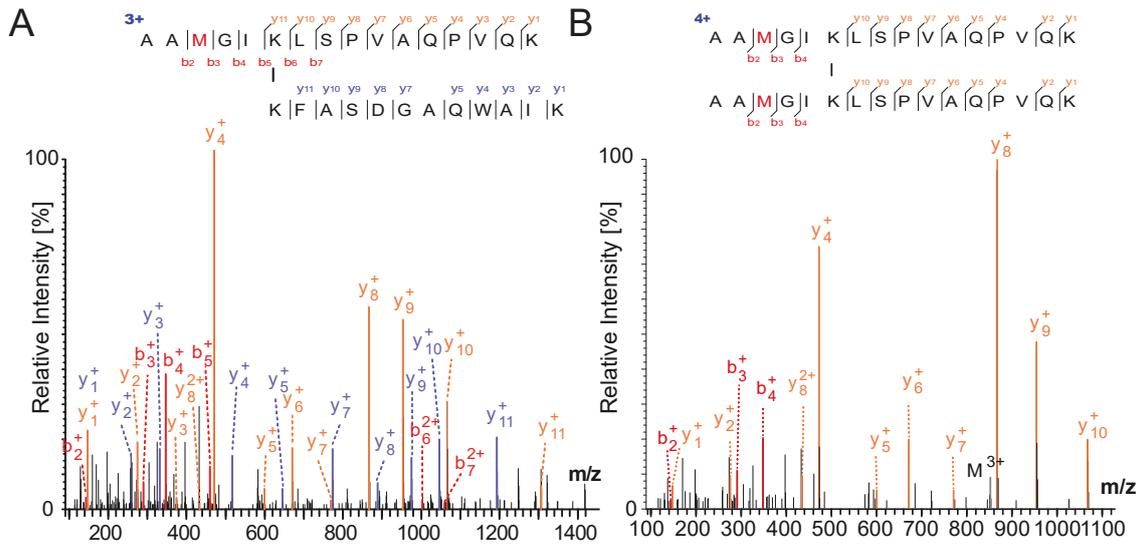 A
3+
y11 y10 y9 y8 y7 y6 y5 y4 y3 y2 y1
A A M G I K L S P V A Q P V Q K
b2 b3 b4 b5 b6 b7
y11 y10 y9 y8 y7 y5 y4 y3 y2 y1
K F A S D G A Q W A I K
100
Relative Intensity [%]
0
y4+
y8+
y9+
y3+
y10+
y10+
b3+
b4+
b5+
y1+
y2+
y8 2+
y4+
y5+
y6+
y9+
y2+
y1+
y3+
y7+
y8+
y11+
y11+
b2+
y5+
y7+
b6 2+
b7 2+
m/z
200 400 600 800 1000 1200 1400
B
4+
y10 y9 y8 y7 y6 y5 y4 y2 y1
A A M G I K L S P V A Q P V Q K
b2 b3 b4
y10 y9 y8 y7 y6 y5 y4 y2 y1
A A M G I K L S P V A Q P V Q K
b2 b3 b4
100
Relative Intensity [%]
0
y8+
y4+
y9+
b3+
b4+
y8 2+
y6+
y2+
b2+
y1+
y5+
y7+
y10+
M 3+
m/z
100 200 300 400 500 600 700 800 900 1000 1100